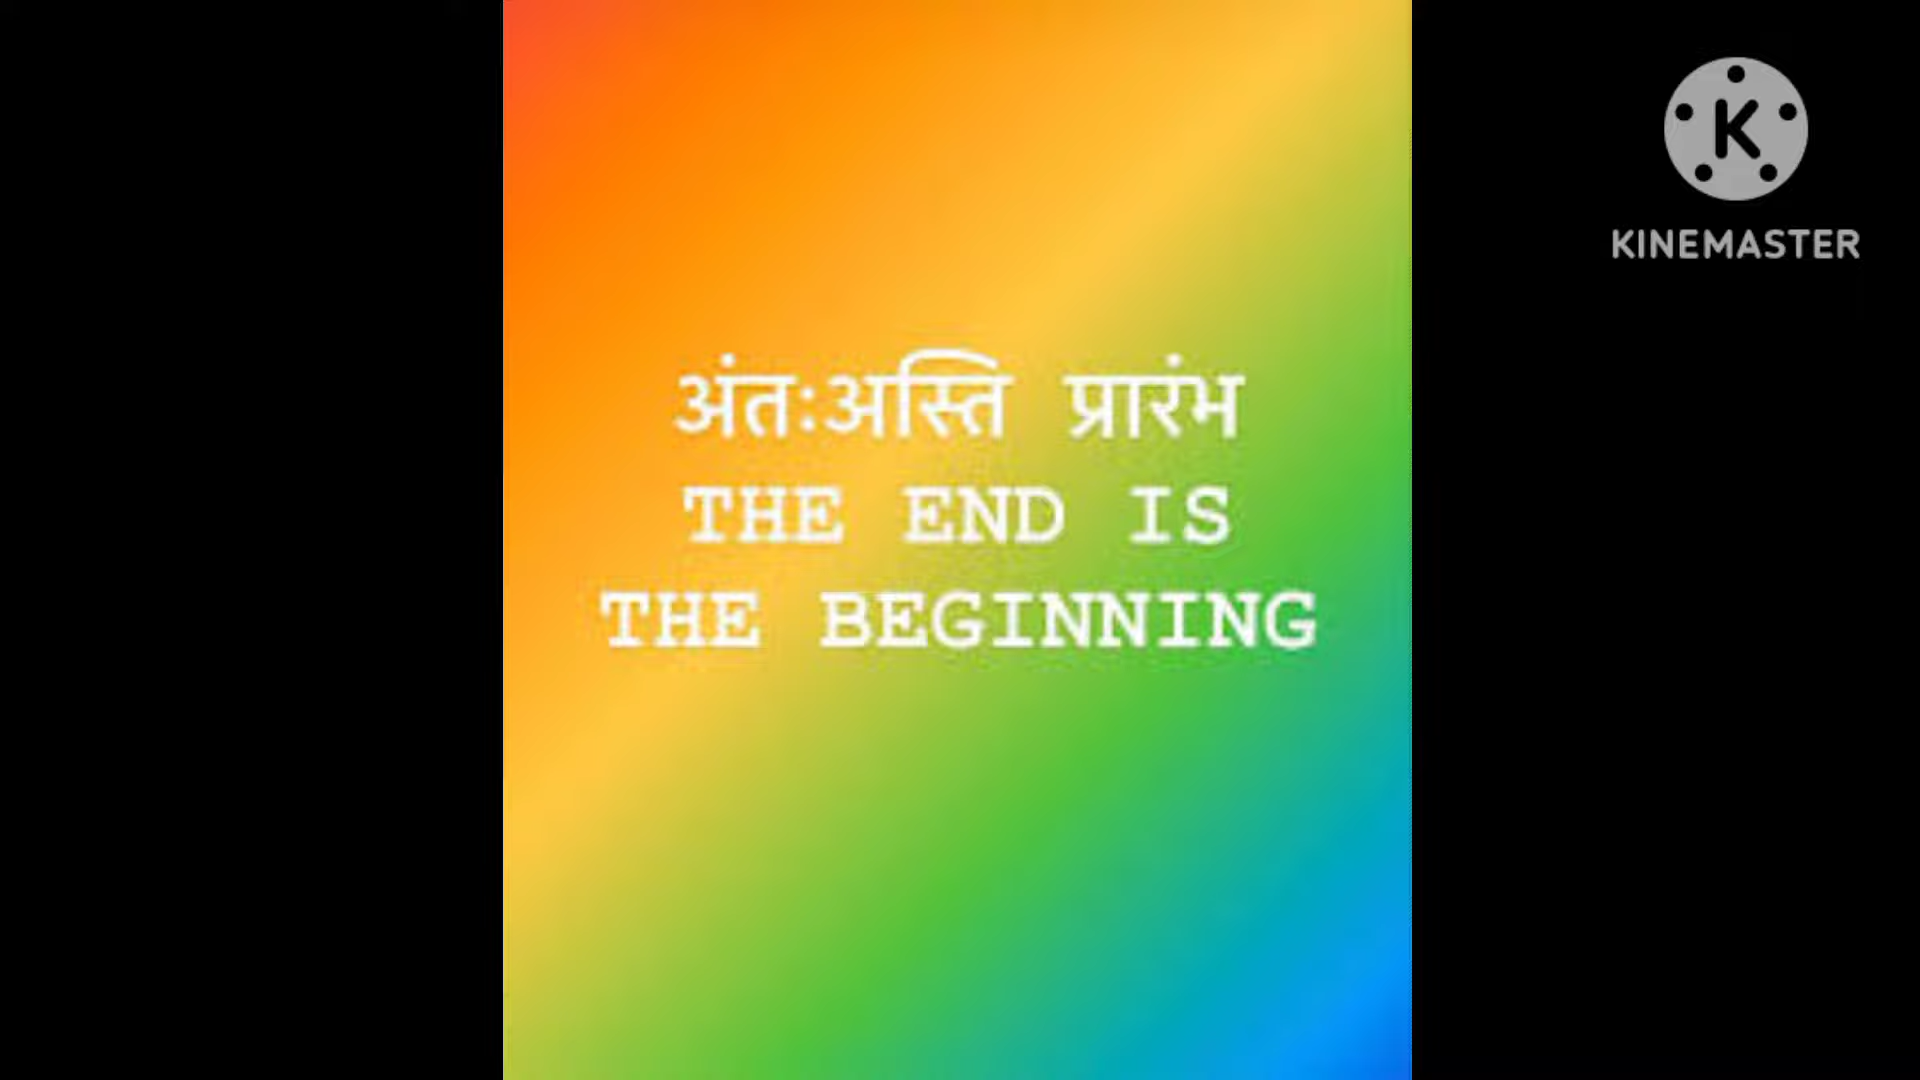 अंतःअस्ति प्रारंभ
THE END IS
THE BEGINNING
K
KINEMASTER